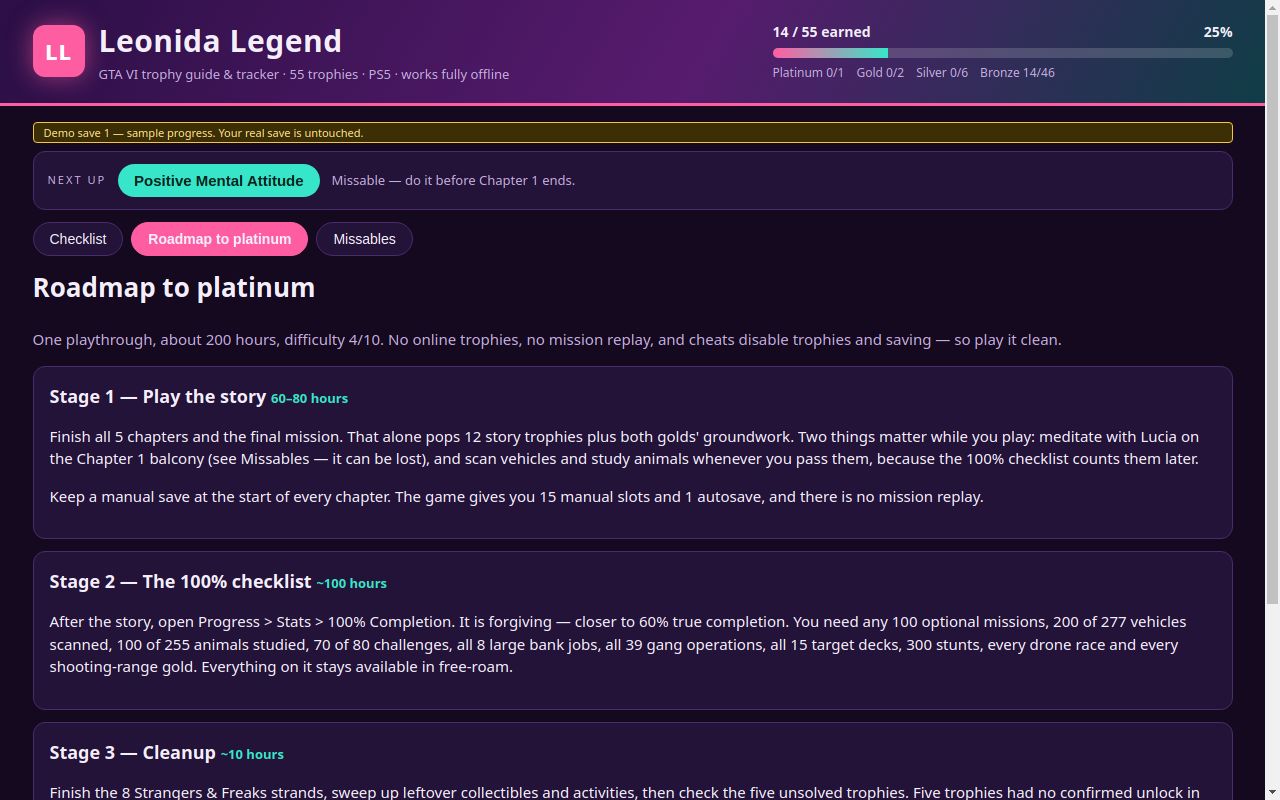 LL
Leonida Legend
GTA VI trophy guide & tracker · 55 trophies · PS5 · works fully offline
14 / 55 earned
25%
Platinum 0/1 Gold 0/2 Silver 0/6 Bronze 14/46
Demo save 1 — sample progress. Your real save is untouched.
NEXT UP Positive Mental Attitude Missable — do it before Chapter 1 ends.
Checklist Roadmap to platinum Missables
Roadmap to platinum
One playthrough, about 200 hours, difficulty 4/10. No online trophies, no mission replay, and cheats disable trophies and saving — so play it clean.
Stage 1 — Play the story 60–80 hours
Finish all 5 chapters and the final mission. That alone pops 12 story trophies plus both golds' groundwork. Two things matter while you play: meditate with Lucia on
the Chapter 1 balcony (see Missables — it can be lost), and scan vehicles and study animals whenever you pass them, because the 100% checklist counts them later.
Keep a manual save at the start of every chapter. The game gives you 15 manual slots and 1 autosave, and there is no mission replay.
Stage 2 — The 100% checklist ~100 hours
After the story, open Progress > Stats > 100% Completion. It is forgiving — closer to 60% true completion. You need any 100 optional missions, 200 of 277 vehicles
scanned, 100 of 255 animals studied, 70 of 80 challenges, all 8 large bank jobs, all 39 gang operations, all 15 target decks, 300 stunts, every drone race and every
shooting-range gold. Everything on it stays available in free-roam.
Stage 3 — Cleanup ~10 hours
Finish the 8 Strangers & Freaks strands, sweep up leftover collectibles and activities, then check the five unsolved trophies. Five trophies had no confirmed unlock in